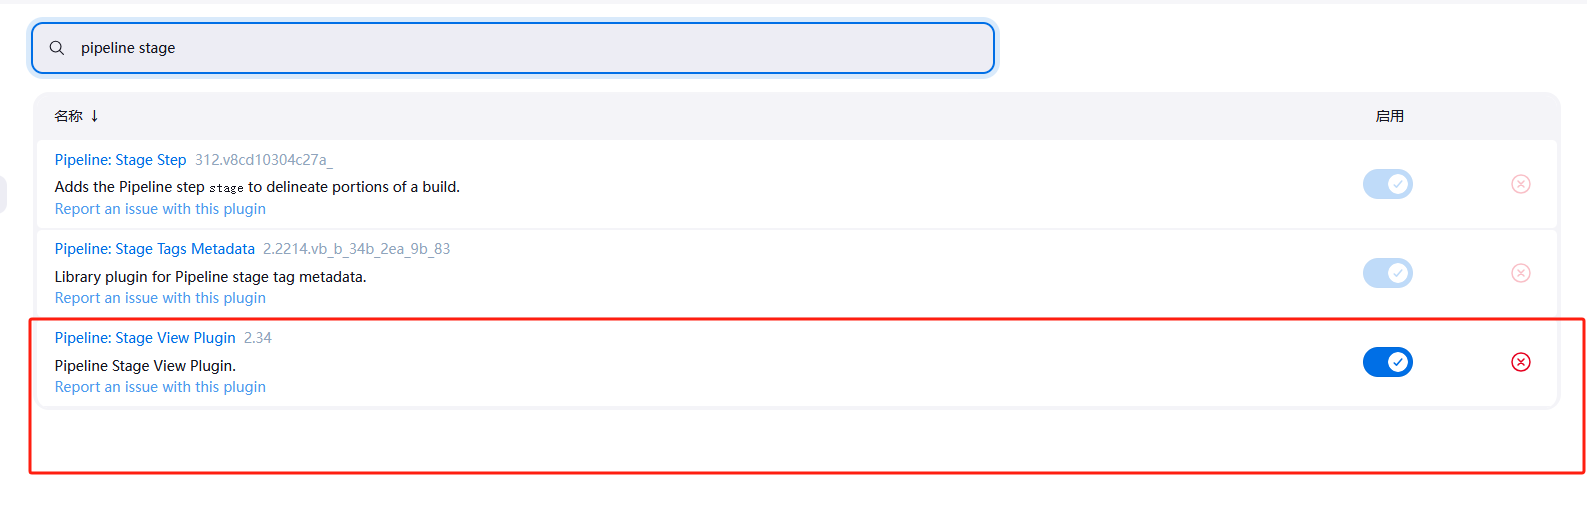 pipeline stage
名称 ↓ 启用
Pipeline: Stage Step 312.v8cd10304c27a_
Adds the Pipeline step stage to delineate portions of a build.
Report an issue with this plugin
Pipeline: Stage Tags Metadata 2.2214.vb_b_34b_2ea_9b_83
Library plugin for Pipeline stage tag metadata.
Report an issue with this plugin
Pipeline: Stage View Plugin 2.34
Pipeline Stage View Plugin.
Report an issue with this plugin